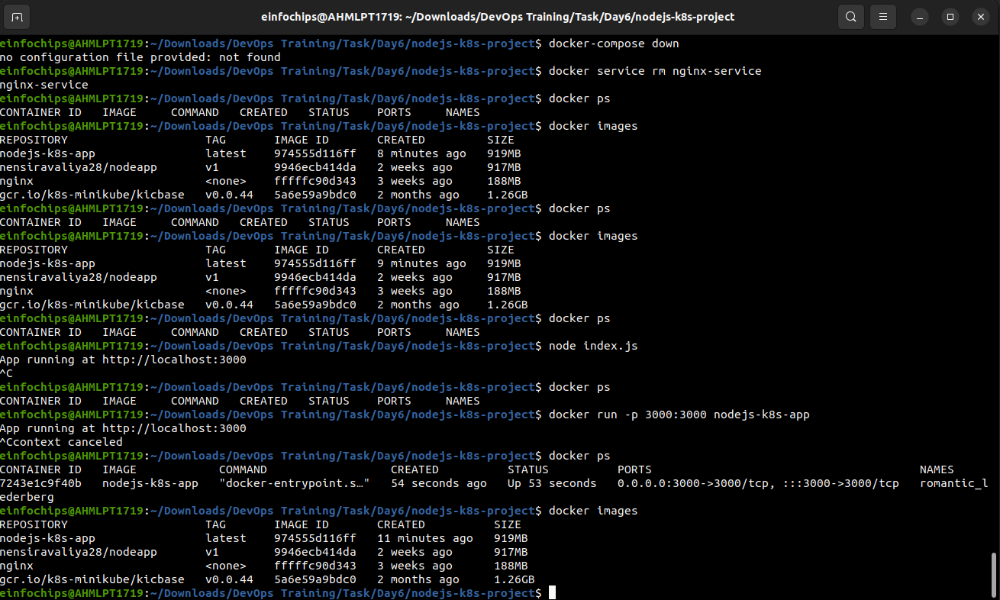 einfochips@AHMLPT1719: ~/Downloads/DevOps Training/Task/Day6/nodejs-k8s-project
einfochips@AHMLPT1719:~/Downloads/DevOps Training/Task/Day6/nodejs-k8s-project$ docker-compose down
no configuration file provided: not found
einfochips@AHMLPT1719:~/Downloads/DevOps Training/Task/Day6/nodejs-k8s-project$ docker service rm nginx-service
nginx-service
einfochips@AHMLPT1719:~/Downloads/DevOps Training/Task/Day6/nodejs-k8s-project$ docker ps
CONTAINER ID   IMAGE     COMMAND   CREATED   STATUS    PORTS     NAMES
einfochips@AHMLPT1719:~/Downloads/DevOps Training/Task/Day6/nodejs-k8s-project$ docker images
REPOSITORY                    TAG       IMAGE ID       CREATED         SIZE
nodejs-k8s-app                latest    974555d116ff   8 minutes ago   919MB
nensiravaliya28/nodeapp       v1        9946ecb414da   2 weeks ago     917MB
nginx                         <none>    fffffc90d343   3 weeks ago     188MB
gcr.io/k8s-minikube/kicbase   v0.0.44   5a6e59a9bdc0   2 months ago    1.26GB
einfochips@AHMLPT1719:~/Downloads/DevOps Training/Task/Day6/nodejs-k8s-project$ docker ps
CONTAINER ID   IMAGE     COMMAND   CREATED   STATUS    PORTS     NAMES
einfochips@AHMLPT1719:~/Downloads/DevOps Training/Task/Day6/nodejs-k8s-project$ docker images
REPOSITORY                    TAG       IMAGE ID       CREATED         SIZE
nodejs-k8s-app                latest    974555d116ff   9 minutes ago   919MB
nensiravaliya28/nodeapp       v1        9946ecb414da   2 weeks ago     917MB
nginx                         <none>    fffffc90d343   3 weeks ago     188MB
gcr.io/k8s-minikube/kicbase   v0.0.44   5a6e59a9bdc0   2 months ago    1.26GB
einfochips@AHMLPT1719:~/Downloads/DevOps Training/Task/Day6/nodejs-k8s-project$ docker ps
CONTAINER ID   IMAGE     COMMAND   CREATED   STATUS    PORTS     NAMES
einfochips@AHMLPT1719:~/Downloads/DevOps Training/Task/Day6/nodejs-k8s-project$ node index.js
App running at http://localhost:3000
^C
einfochips@AHMLPT1719:~/Downloads/DevOps Training/Task/Day6/nodejs-k8s-project$ docker ps
CONTAINER ID   IMAGE     COMMAND   CREATED   STATUS    PORTS     NAMES
einfochips@AHMLPT1719:~/Downloads/DevOps Training/Task/Day6/nodejs-k8s-project$ docker run -p 3000:3000 nodejs-k8s-app
App running at http://localhost:3000
^Ccontext canceled
einfochips@AHMLPT1719:~/Downloads/DevOps Training/Task/Day6/nodejs-k8s-project$ docker ps
CONTAINER ID   IMAGE            COMMAND                  CREATED          STATUS          PORTS                                       NAMES
7243e1c9f40b   nodejs-k8s-app   "docker-entrypoint.s…"   54 seconds ago   Up 53 seconds   0.0.0.0:3000->3000/tcp, :::3000->3000/tcp   romantic_l
ederberg
einfochips@AHMLPT1719:~/Downloads/DevOps Training/Task/Day6/nodejs-k8s-project$ docker images
REPOSITORY                    TAG       IMAGE ID       CREATED          SIZE
nodejs-k8s-app                latest    974555d116ff   11 minutes ago   919MB
nensiravaliya28/nodeapp       v1        9946ecb414da   2 weeks ago      917MB
nginx                         <none>    fffffc90d343   3 weeks ago      188MB
gcr.io/k8s-minikube/kicbase   v0.0.44   5a6e59a9bdc0   2 months ago     1.26GB
einfochips@AHMLPT1719:~/Downloads/DevOps Training/Task/Day6/nodejs-k8s-project$